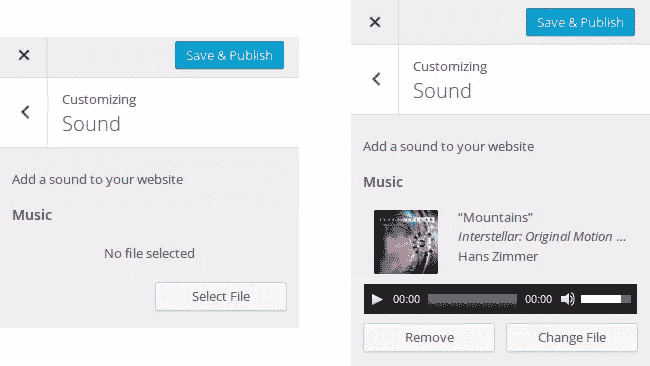 Save & Publish
Customizing
Sound
Add a sound to your website
Music
No file selected
Select File
Save & Publish
Customizing
Sound
Add a sound to your website
Music
“Mountains”
Interstellar: Original Motion ...
Hans Zimmer
00:00 00:00
Remove Change File